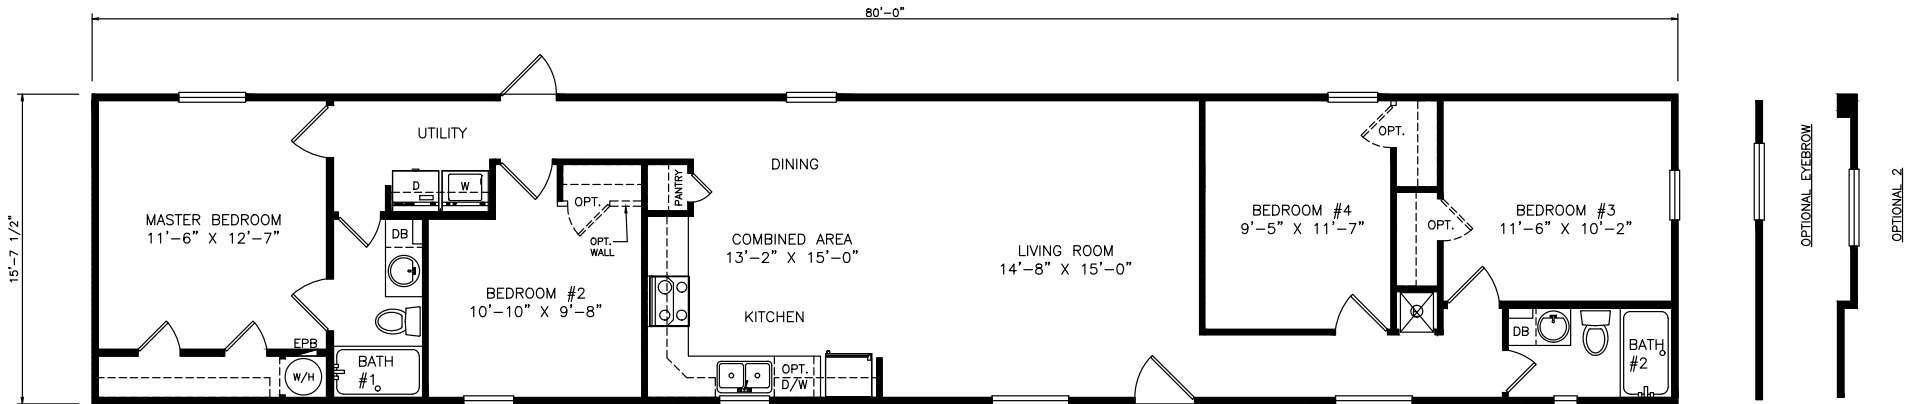 80'-0"
15'-7 1/2"
UTILITY
D
W
DINING
PANTRY
OPT.
OPT.
WALL
MASTER BEDROOM
11'-6" X 12'-7"
DB
BEDROOM #2
10'-10" X 9'-8"
COMBINED AREA
13'-2" X 15'-0"
LIVING ROOM
14'-8" X 15'-0"
KITCHEN
OPT.
D/W
EPB
W/H
BATH
#1
OPT.
BEDROOM #4
9'-5" X 11'-7"
OPT.
BEDROOM #3
11'-6" X 10'-2"
DB
BATH
#2
OPTIONAL EYEBROW
OPTIONAL 2